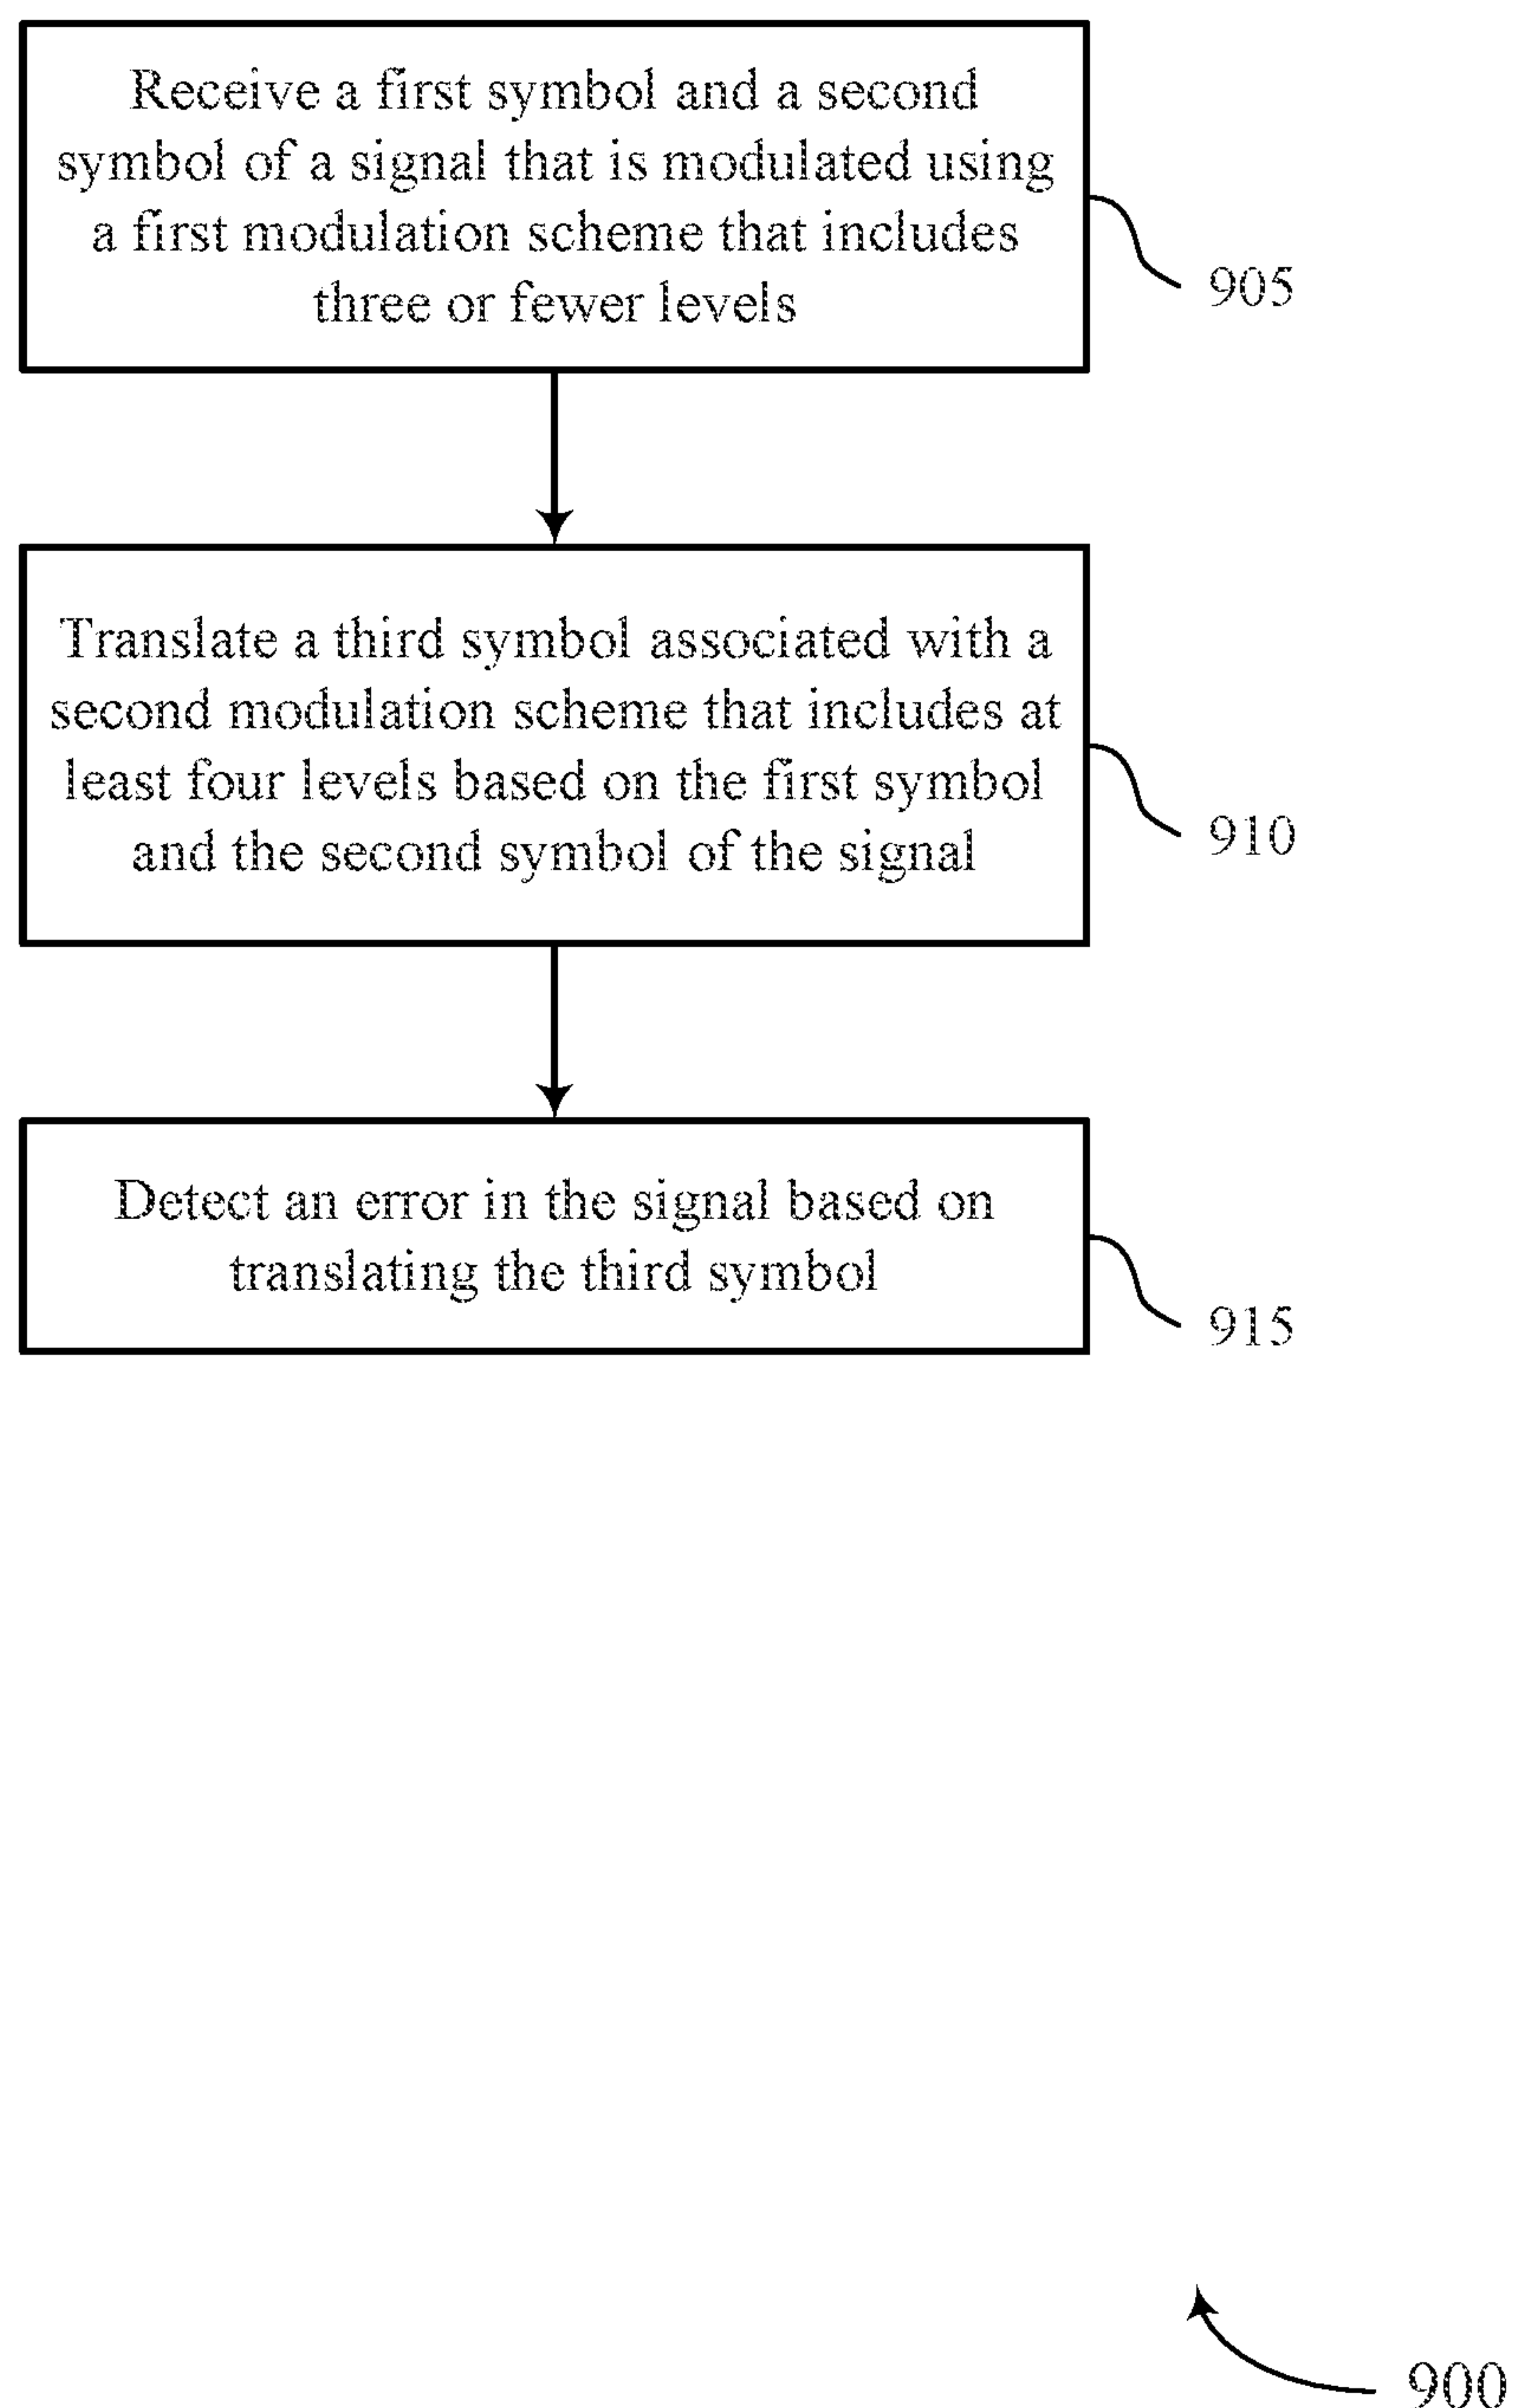 Receive a first symbol and a second
symbol of a signal that is modulated using
a first modulation scheme that includes
three or fewer levels
905
Translate a third symbol associated with a
second modulation scheme that includes at
least four levels based on the first symbol
and the second symbol of the signal
910
Detect an error in the signal based on
translating the third symbol
915
900